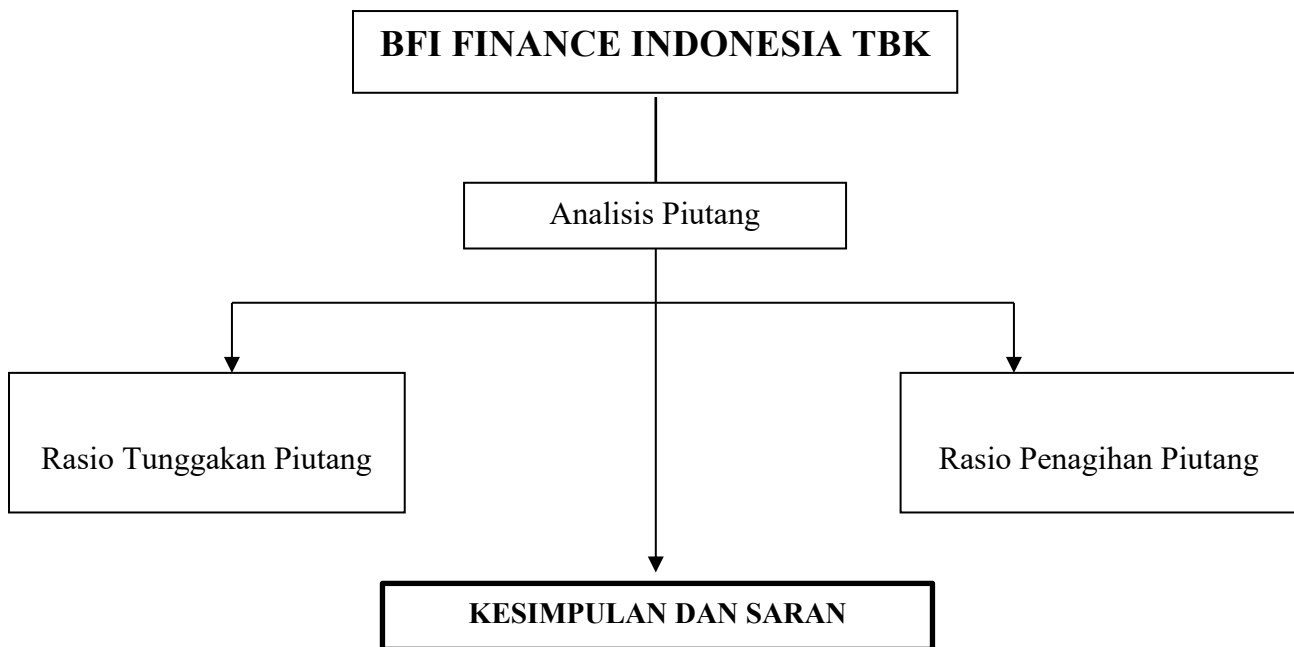 BFI FINANCE INDONESIA TBK
Analisis Piutang
Rasio Tunggakan Piutang
Rasio Penagihan Piutang
KESIMPULAN DAN SARAN